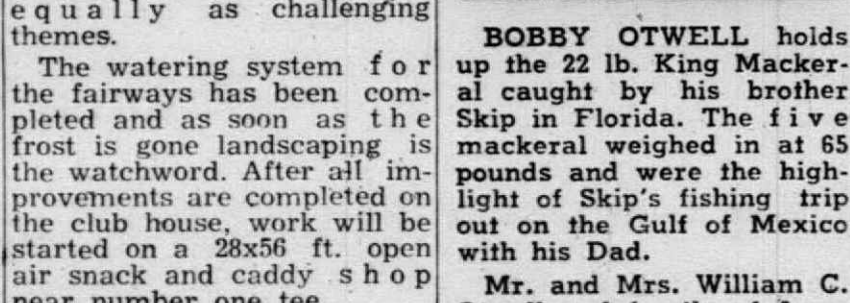 equally as challenging
themes.
The watering system for
the fairways has been com-
pleted and as soon as the
frost is gone landscaping is
the watchword. After all im-
provements are completed on
the club house, work will be
started on a 28x56 ft. open
air snack and caddy shop
near number one tee
BOBBY OTWELL holds
up the 22 lb. King Macker-
al caught by his brother
Skip in Florida. The five
mackeral weighed in at 65
pounds and were the high-
light of Skip's fishing trip
out on the Gulf of Mexico
with his Dad.
Mr. and Mrs. William C.